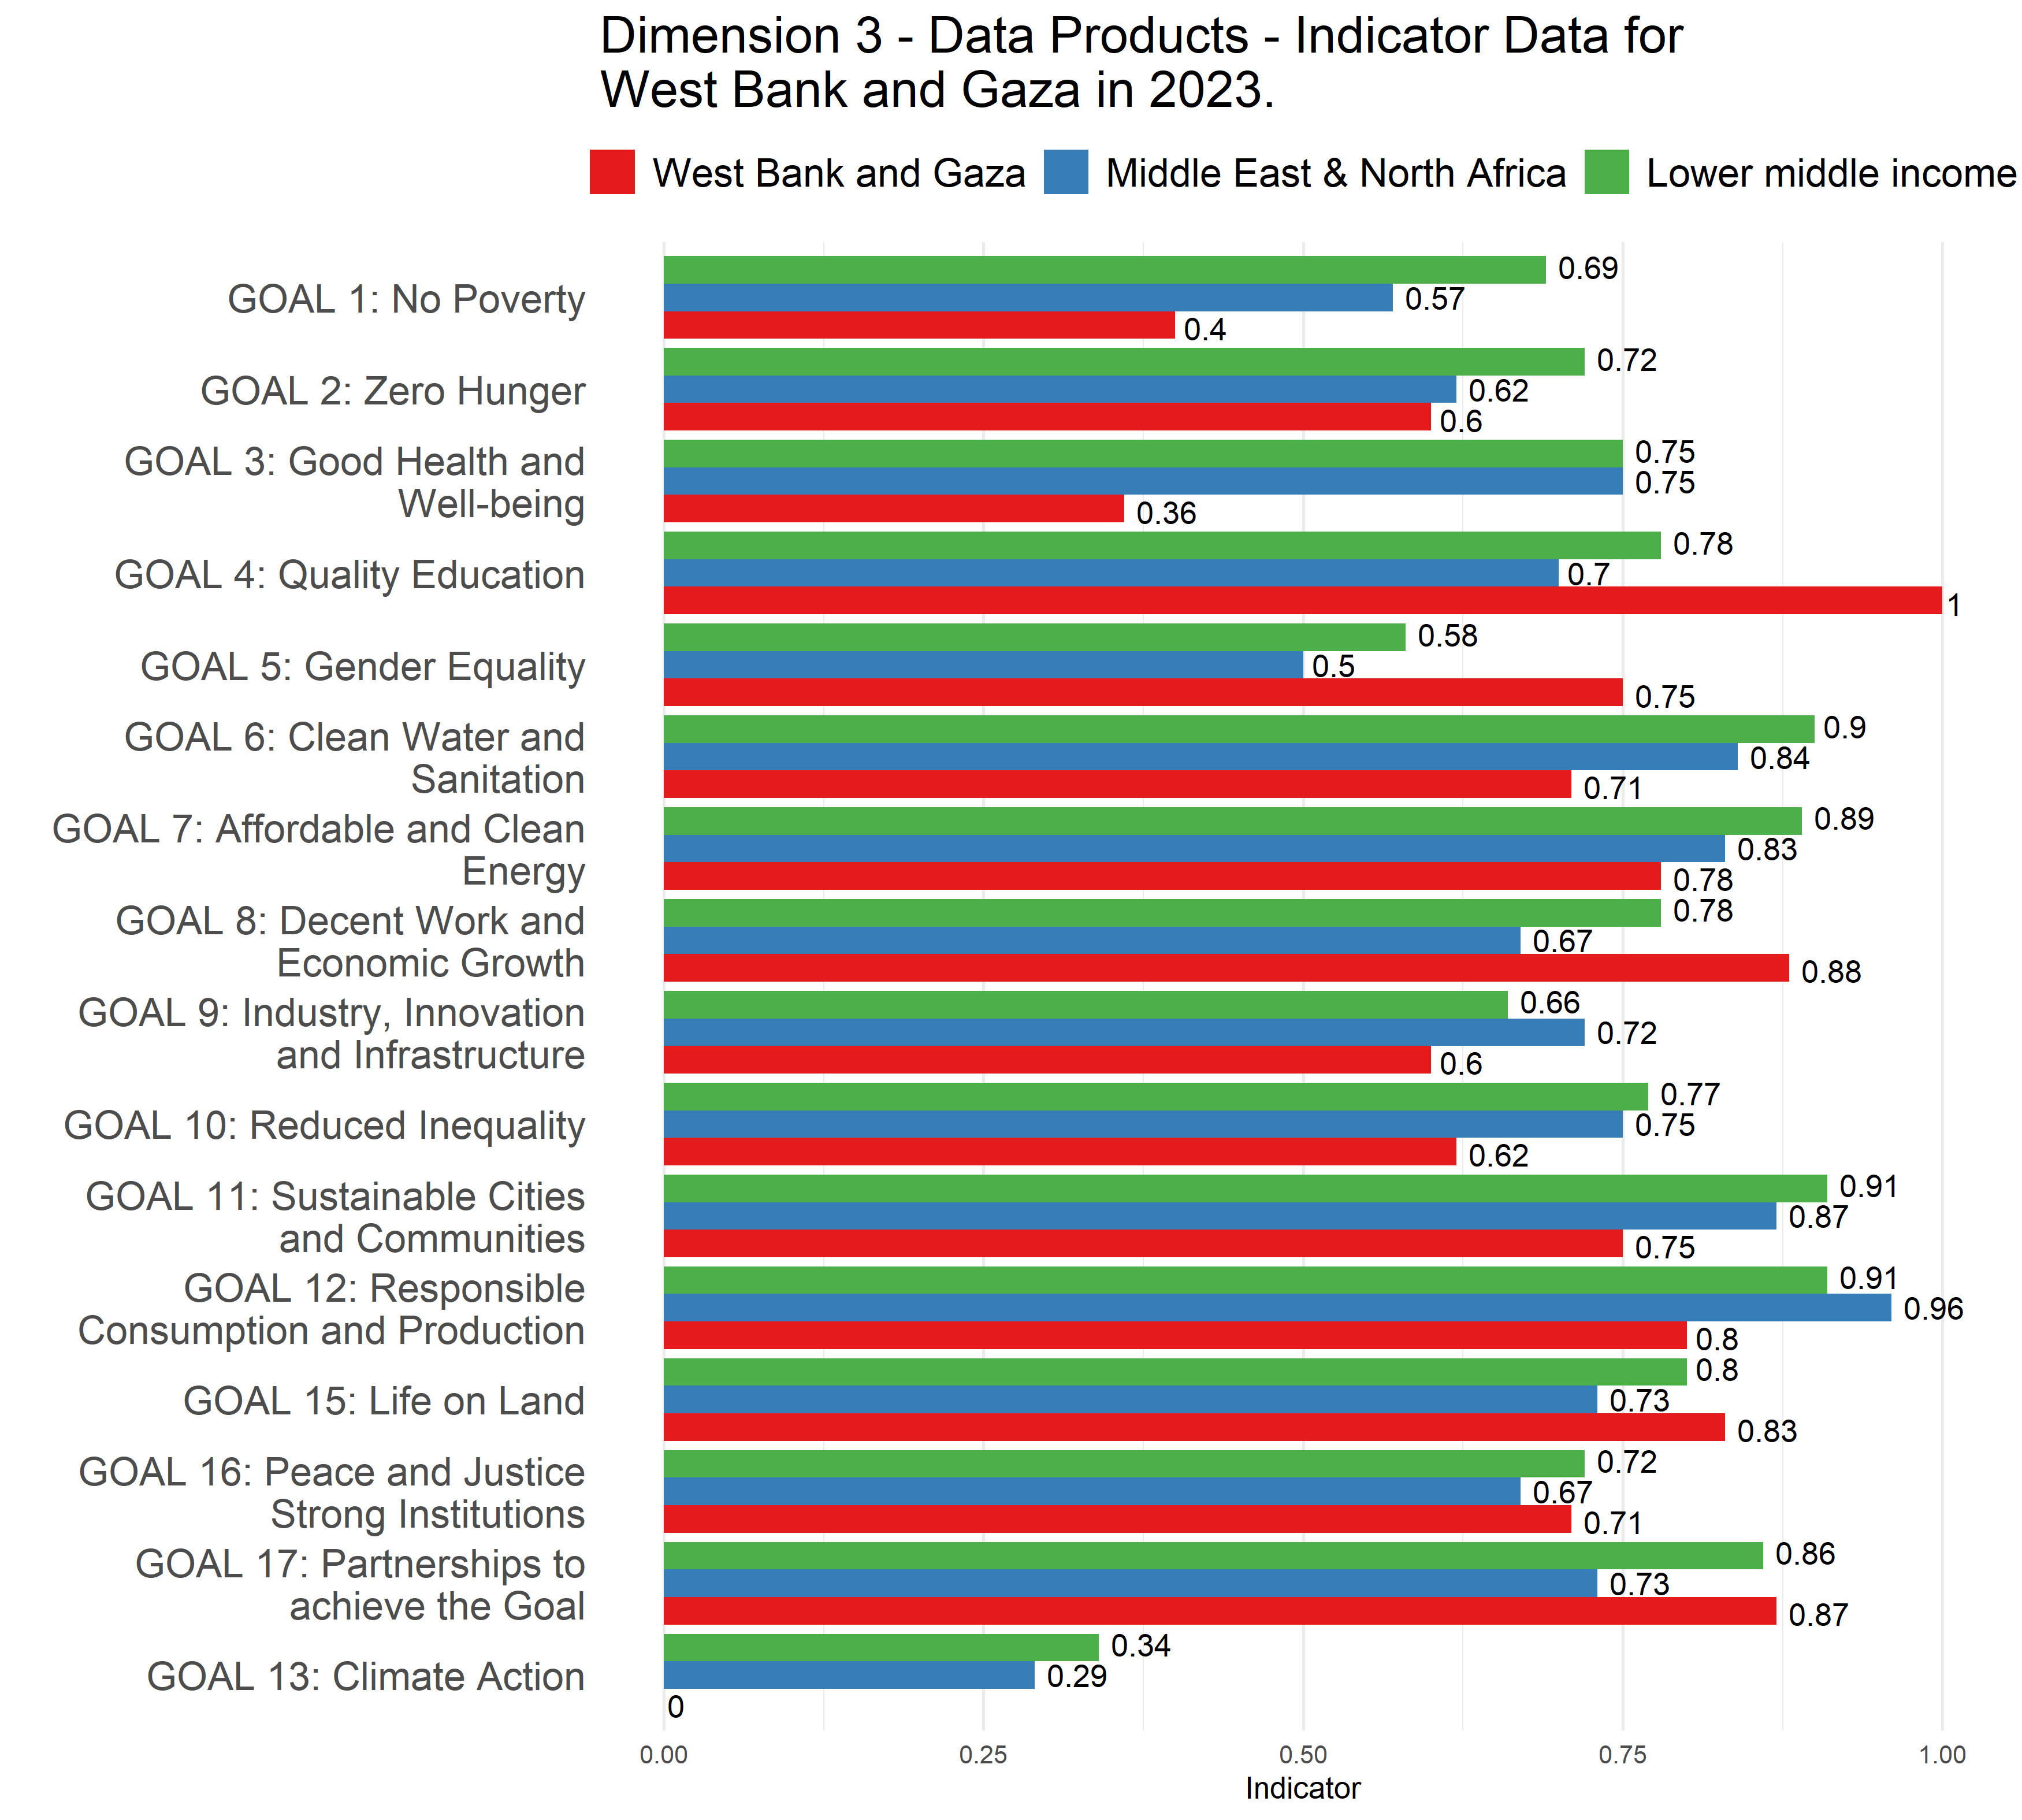 Dimension 3 - Data Products - Indicator Data for
West Bank and Gaza in 2023.
West Bank and Gaza
Middle East & North Africa
Lower middle income
GOAL 1: No Poverty
0.69
0.57
0.4
GOAL 2: Zero Hunger
0.72
0.62
0.6
GOAL 3: Good Health and
Well-being
0.75
0.75
0.36
GOAL 4: Quality Education
0.78
0.7
1
GOAL 5: Gender Equality
0.58
0.5
0.75
GOAL 6: Clean Water and
Sanitation
0.9
0.84
0.71
GOAL 7: Affordable and Clean
Energy
0.89
0.83
0.78
GOAL 8: Decent Work and
Economic Growth
0.78
0.67
0.88
GOAL 9: Industry, Innovation
and Infrastructure
0.66
0.72
0.6
GOAL 10: Reduced Inequality
0.77
0.75
0.62
GOAL 11: Sustainable Cities
and Communities
0.91
0.87
0.75
GOAL 12: Responsible
Consumption and Production
0.91
0.96
0.8
GOAL 15: Life on Land
0.8
0.73
0.83
GOAL 16: Peace and Justice
Strong Institutions
0.72
0.67
0.71
GOAL 17: Partnerships to
achieve the Goal
0.86
0.73
0.87
GOAL 13: Climate Action
0.34
0.29
0
0.00
0.25
0.50
0.75
1.00
Indicator